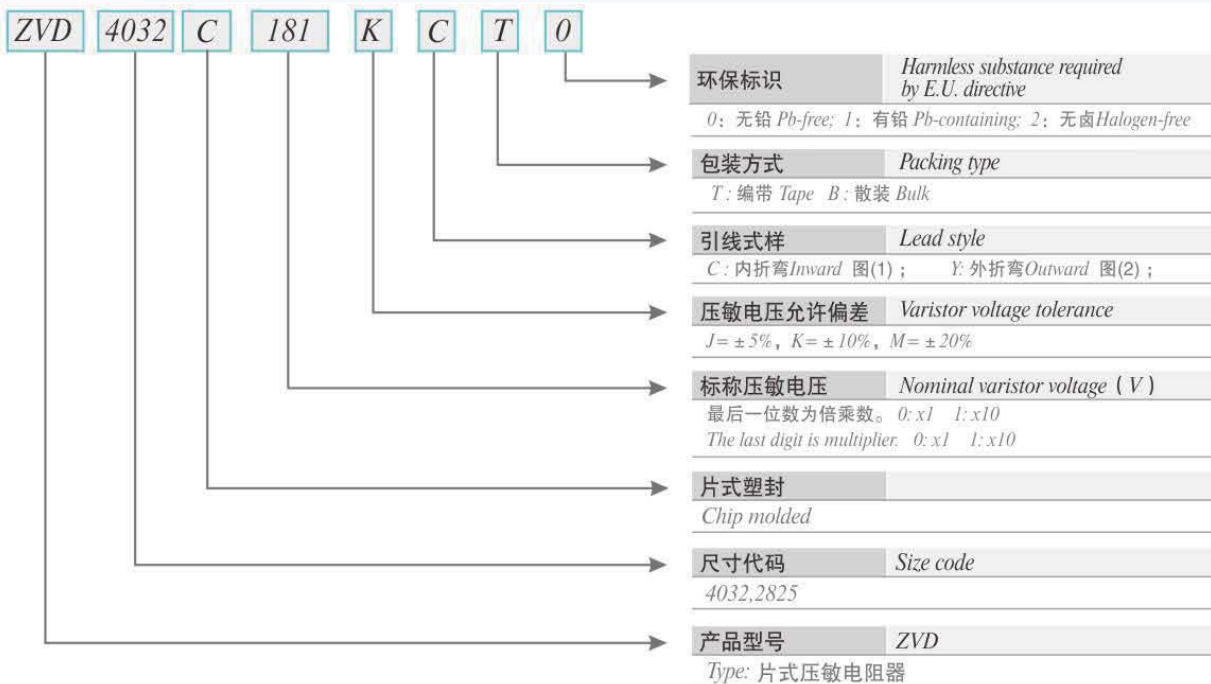 ZVD 4032 C 181 K C T 0
环保标识 Harmless substance required
by E.U. directive
0：无铅 Pb-free; 1：有铅 Pb-containing; 2：无卤Halogen-free
包装方式 Packing type
T : 编带 Tape B : 散装 Bulk
引线式样 Lead style
C : 内折弯Inward 图(1) ; Y: 外折弯Outward 图(2) ;
压敏电压允许偏差 Varistor voltage tolerance
J= ± 5%, K= ± 10%, M= ± 20%
标称压敏电压 Nominal varistor voltage ( V )
最后一位数为倍乘数。 0: x1 1: x10
The last digit is multiplier. 0: x1 1: x10
片式塑封
Chip molded
尺寸代码 Size code
4032,2825
产品型号 ZVD
Type: 片式压敏电阻器